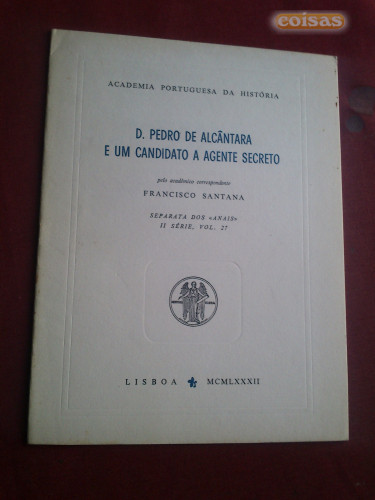 coisas
ACADEMIA PORTUGUESA DA HISTÓRIA
D. PEDRO DE ALCÂNTARA
E UM CANDIDATO A AGENTE SECRETO
pelo académico correspondente
FRANCISCO SANTANA
SEPARATA DOS «ANAIS»
II SÉRIE, VOL. 27
LISBOA MCMLXXXII